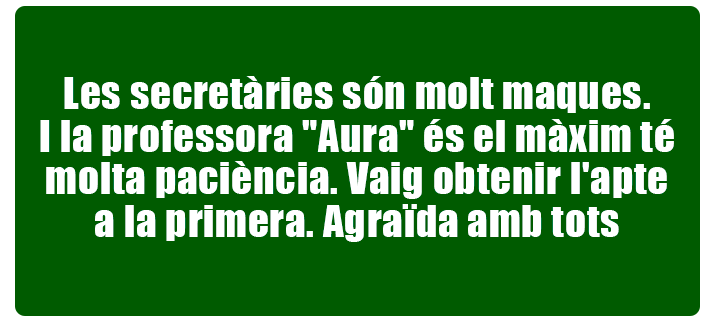 Les secretàries són molt maques.
I la professora "Aura" és el màxim té
molta paciència. Vaig obtenir l'apte
a la primera. Agraïda amb tots